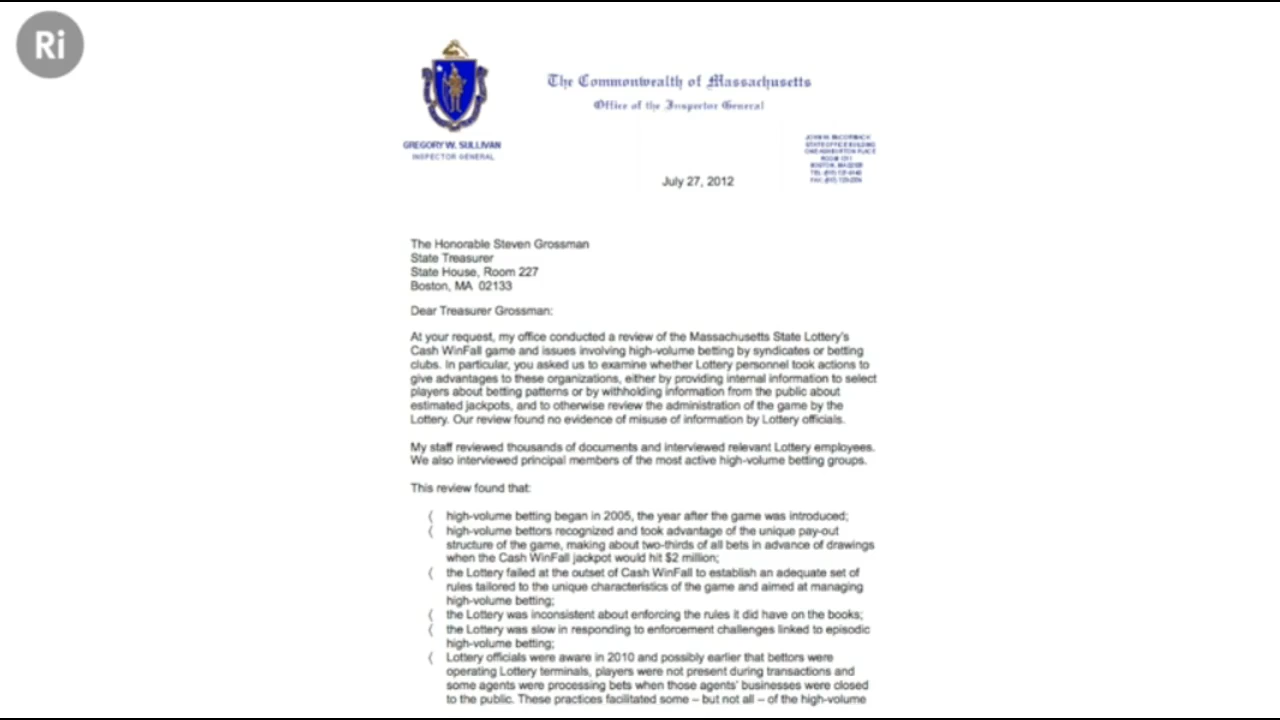 Ri
The Commonwealth of Massachusetts
Office of the Inspector General
GREGORY W. SULLIVAN
INSPECTOR GENERAL
JOHN W. McCORMACK
STATE OFFICE BUILDING
ONE ASHBURTON PLACE
ROOM 1311
BOSTON, MA
TEL.
FAX:
July 27, 2012
The Honorable Steven Grossman
State Treasurer
State House, Room 227
Boston, MA 02133
Dear Treasurer Grossman:
At your request, my office conducted a review of the Massachusetts State Lottery's
Cash WinFall game and issues involving high-volume betting by syndicates or betting
clubs. In particular, you asked us to examine whether Lottery personnel took actions to
give advantages to these organizations, either by providing internal information to select
players about betting patterns or by withholding information from the public about
estimated jackpots, and to otherwise review the administration of the game by the
Lottery. Our review found no evidence of misuse of information by Lottery officials.
My staff reviewed thousands of documents and interviewed relevant Lottery employees.
We also interviewed principal members of the most active high-volume betting groups.
This review found that:
( high-volume betting began in 2005, the year after the game was introduced;
( high-volume bettors recognized and took advantage of the unique pay-out
structure of the game, making about two-thirds of all bets in advance of drawings
when the Cash WinFall jackpot would hit $2 million;
( the Lottery failed at the outset of Cash WinFall to establish an adequate set of
rules tailored to the unique characteristics of the game and aimed at managing
high-volume betting;
( the Lottery was inconsistent about enforcing the rules it did have on the books;
( the Lottery was slow in responding to enforcement challenges linked to episodic
high-volume betting;
( Lottery officials were aware in 2010 and possibly earlier that bettors were
operating Lottery terminals, players were not present during transactions and
some agents were processing bets when those agents' businesses were closed
to the public. These practices facilitated some – but not all – of the high-volume